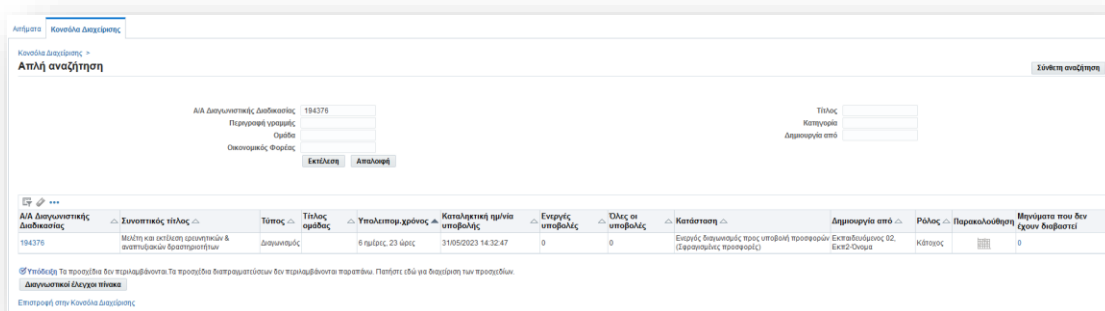 Αιτήματα Κονσόλα Διαχείρισης
Κονσόλα Διαχείρισης >
Απλή αναζήτηση
Σύνθετη αναζήτηση
Α/Α Διαγωνιστικής Διαδικασίας 194376
Τίτλος
Περιγραφή γραμμής
Κατηγορία
Ομάδα
Δημιουργία από
Οικονομικός Φορέας
Εκτέλεση Απαλοιφή
Α/Α Διαγωνιστικής Διαδικασίας Συνοπτικός τίτλος Τύπος Τίτλος ομάδας Υπολειπομ.χρόνος Καταληκτική ημ/νία υποβολής Ενεργές υποβολές Όλες οι υποβολές Κατάσταση Δημιουργία από Ρόλος Παρακολούθηση Μηνύματα που δεν έχουν διαβαστεί
194376 Μελέτη και εκτέλεση ερευνητικών & αναπτυξιακών δραστηριοτήτων Διαγωνισμός 6 ημέρες, 23 ώρες 31/05/2023 14:32:47 0 0 Ενεργός διαγωνισμός προς υποβολή προσφορών (Σφραγισμένες προσφορές) Εκπαιδευόμενος 02, Εκπ2-Όνομα Κάτοχος 0
Υπόδειξη Τα προσχέδια δεν περιλαμβάνονται.Τα προσχέδια διαπραγματεύσεων δεν περιλαμβάνονται παραπάνω. Πατήστε εδώ για διαχείριση των προσχεδίων.
Διαγνωστικοί έλεγχοι πίνακα
Επιστροφή στην Κονσόλα Διαχείρισης